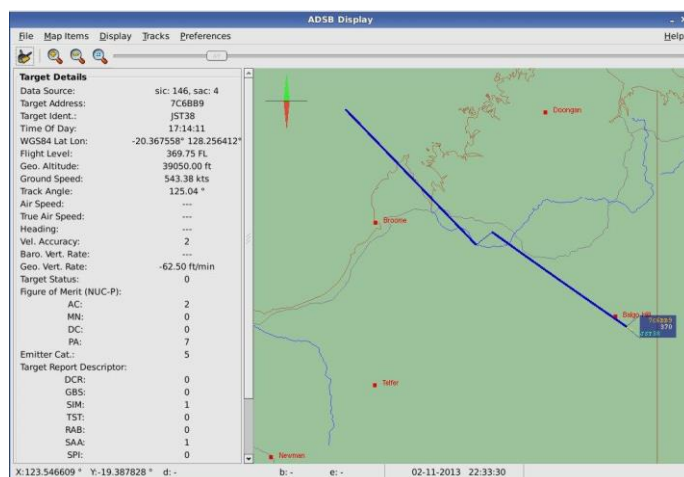 ADSB Display
File Map Items Display Tracks Preferences Help
Target Details
Data Source: sic: 146, sac: 4
Target Address: 7C6BB9
Target Ident.: JST38
Time Of Day: 17:14:11
WGS84 Lat Lon: -20.367558° 128.256412°
Flight Level: 369.75 FL
Geo. Altitude: 39050.00 ft
Ground Speed: 543.38 kts
Track Angle: 125.04 °
Air Speed: ---
True Air Speed: ---
Heading: ---
Vel. Accuracy: 2
Baro. Vert. Rate: ---
Geo. Vert. Rate: -62.50 ft/min
Target Status: 0
Figure of Merit (NUC-P):
AC: 2
MN: 0
DC: 0
PA: 7
Emitter Cat.: 5
Target Report Descriptor:
DCR: 0
GBS: 0
SIM: 1
TST: 0
RAB: 0
SAA: 1
SPI: 0
Doongan
Broome
Balgo Hill
7C6BB9
370
JST38
Telfer
Newman
X:123.546609 ° Y:-19.387828 ° d: - b: - e: - 02-11-2013 22:33:30